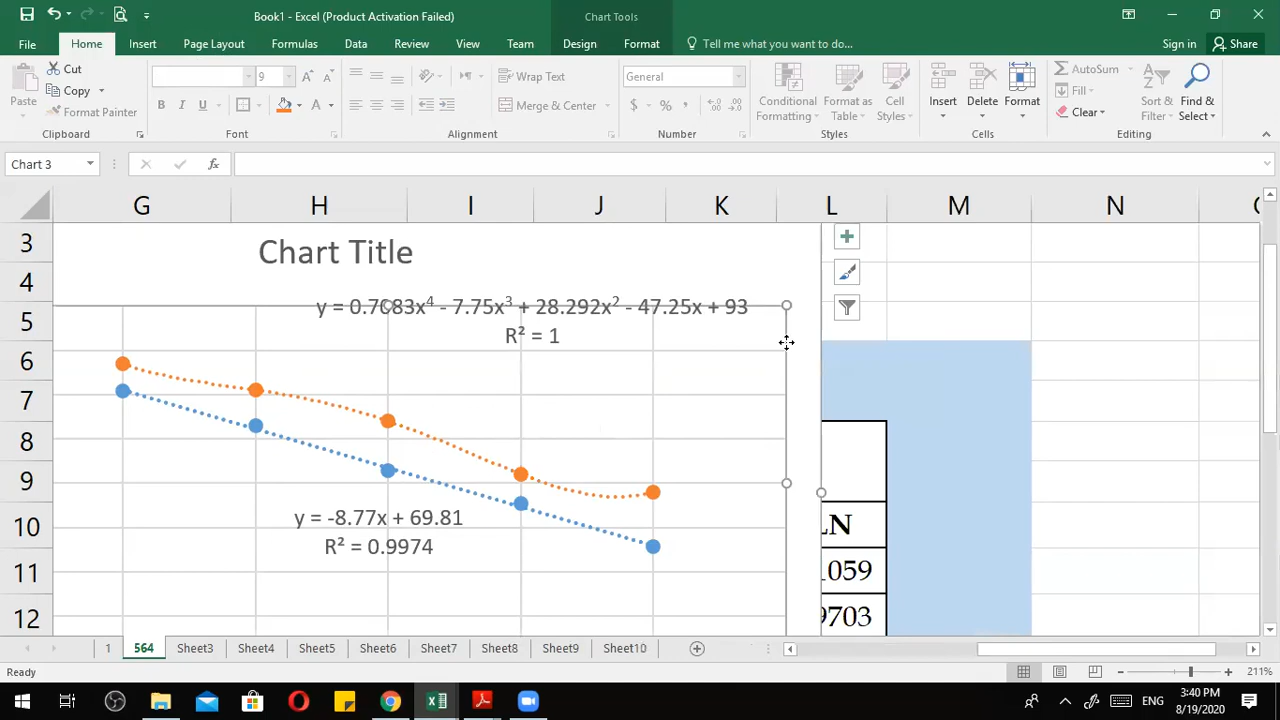 Book1 - Excel (Product Activation Failed)
Chart Tools
File Home Insert Page Layout Formulas Data Review View Team Design Format Tell me what you want to do... Sign in Share
Paste Cut Copy Format Painter
Clipboard
9 A A B I U A
Font
Wrap Text
Merge & Center
Alignment
General
$ % ,
Number
Conditional Formatting Format as Table Cell Styles
Styles
Insert Delete Format
Cells
AutoSum Fill Clear Sort & Filter Find & Select
Editing
Chart 3 fx
G H I J K L M N
3
4
5
6
7
8
9
10
11
12
Chart Title
y = 0.7083x⁴ - 7.75x³ + 28.292x² - 47.25x + 93
R² = 1
y = -8.77x + 69.81
R² = 0.9974
LN
1059
9703
1 564 Sheet3 Sheet4 Sheet5 Sheet6 Sheet7 Sheet8 Sheet9 Sheet10
Ready 211%
ENG
3:40 PM
8/19/2020